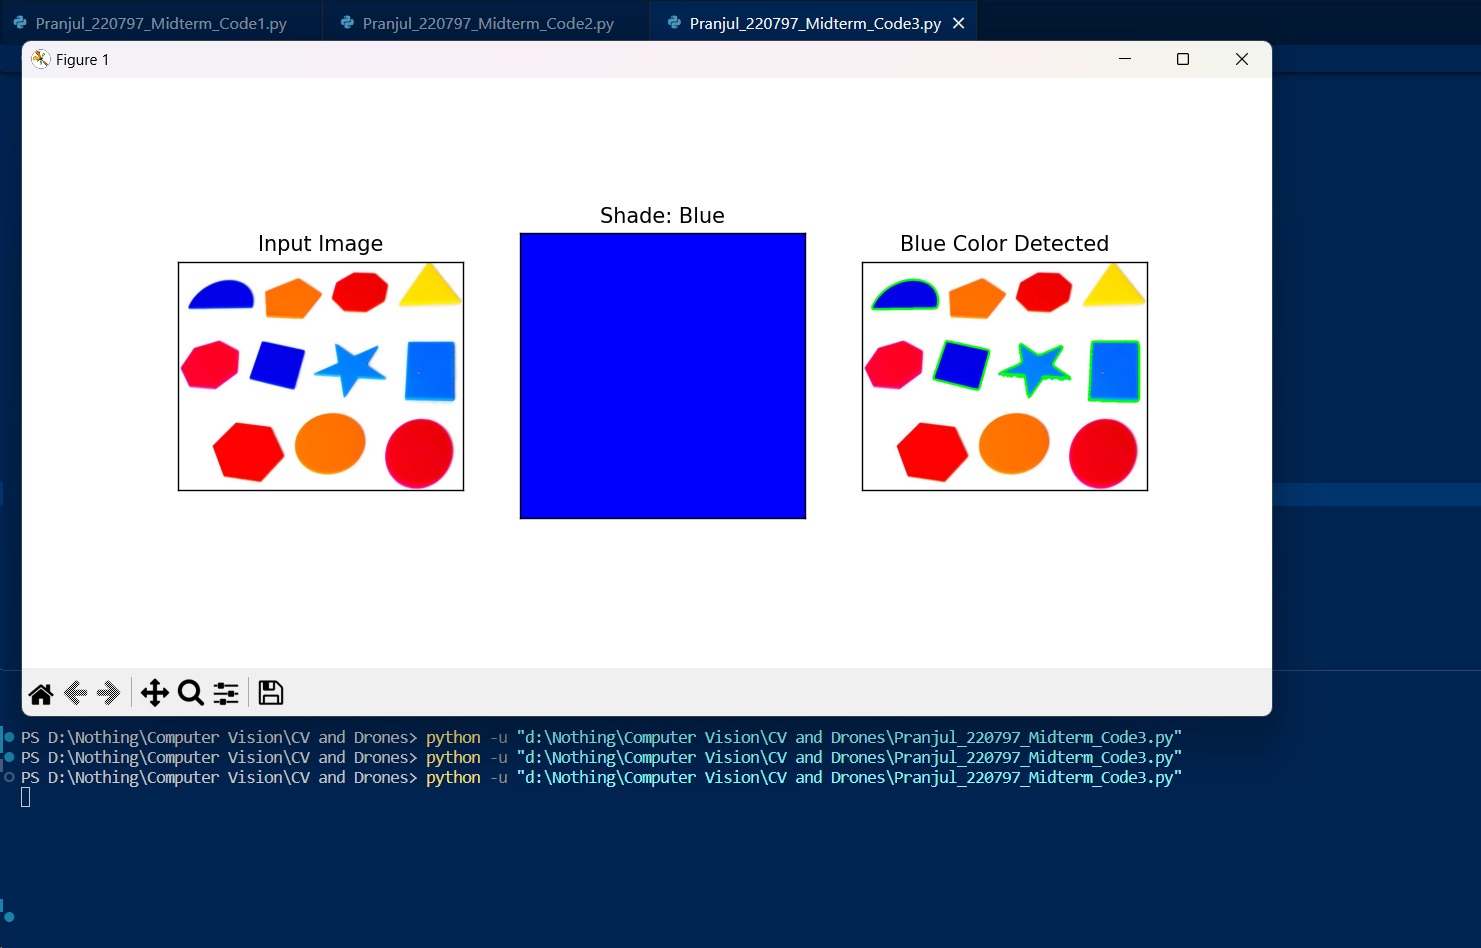 Pranjul_220797_Midterm_Code1.py
Pranjul_220797_Midterm_Code2.py
Pranjul_220797_Midterm_Code3.py
Figure 1
Input Image
Shade: Blue
Blue Color Detected
PS D:\Nothing\Computer Vision\CV and Drones> python -u "d:\Nothing\Computer Vision\CV and Drones\Pranjul_220797_Midterm_Code3.py"
PS D:\Nothing\Computer Vision\CV and Drones> python -u "d:\Nothing\Computer Vision\CV and Drones\Pranjul_220797_Midterm_Code3.py"
PS D:\Nothing\Computer Vision\CV and Drones> python -u "d:\Nothing\Computer Vision\CV and Drones\Pranjul_220797_Midterm_Code3.py"